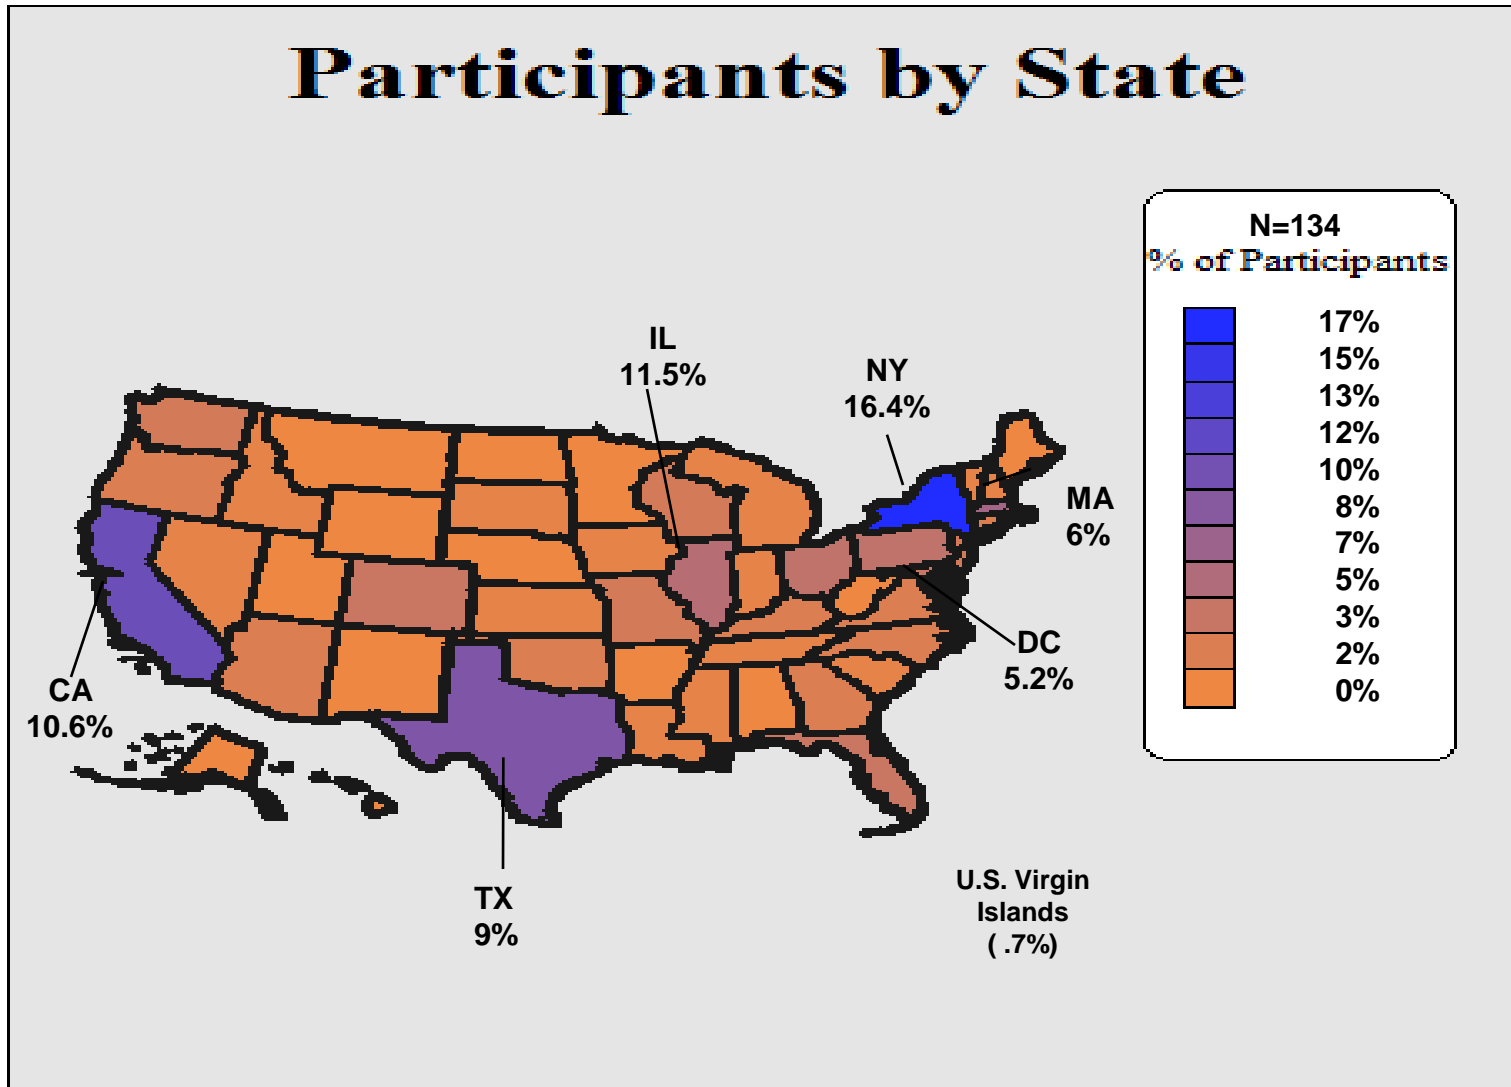 Participants by State
N=134
% of Participants
17%
15%
13%
12%
10%
8%
7%
5%
3%
2%
0%
IL
11.5%
NY
16.4%
MA
6%
DC
5.2%
CA
10.6%
TX
9%
U.S. Virgin
Islands
( .7%)